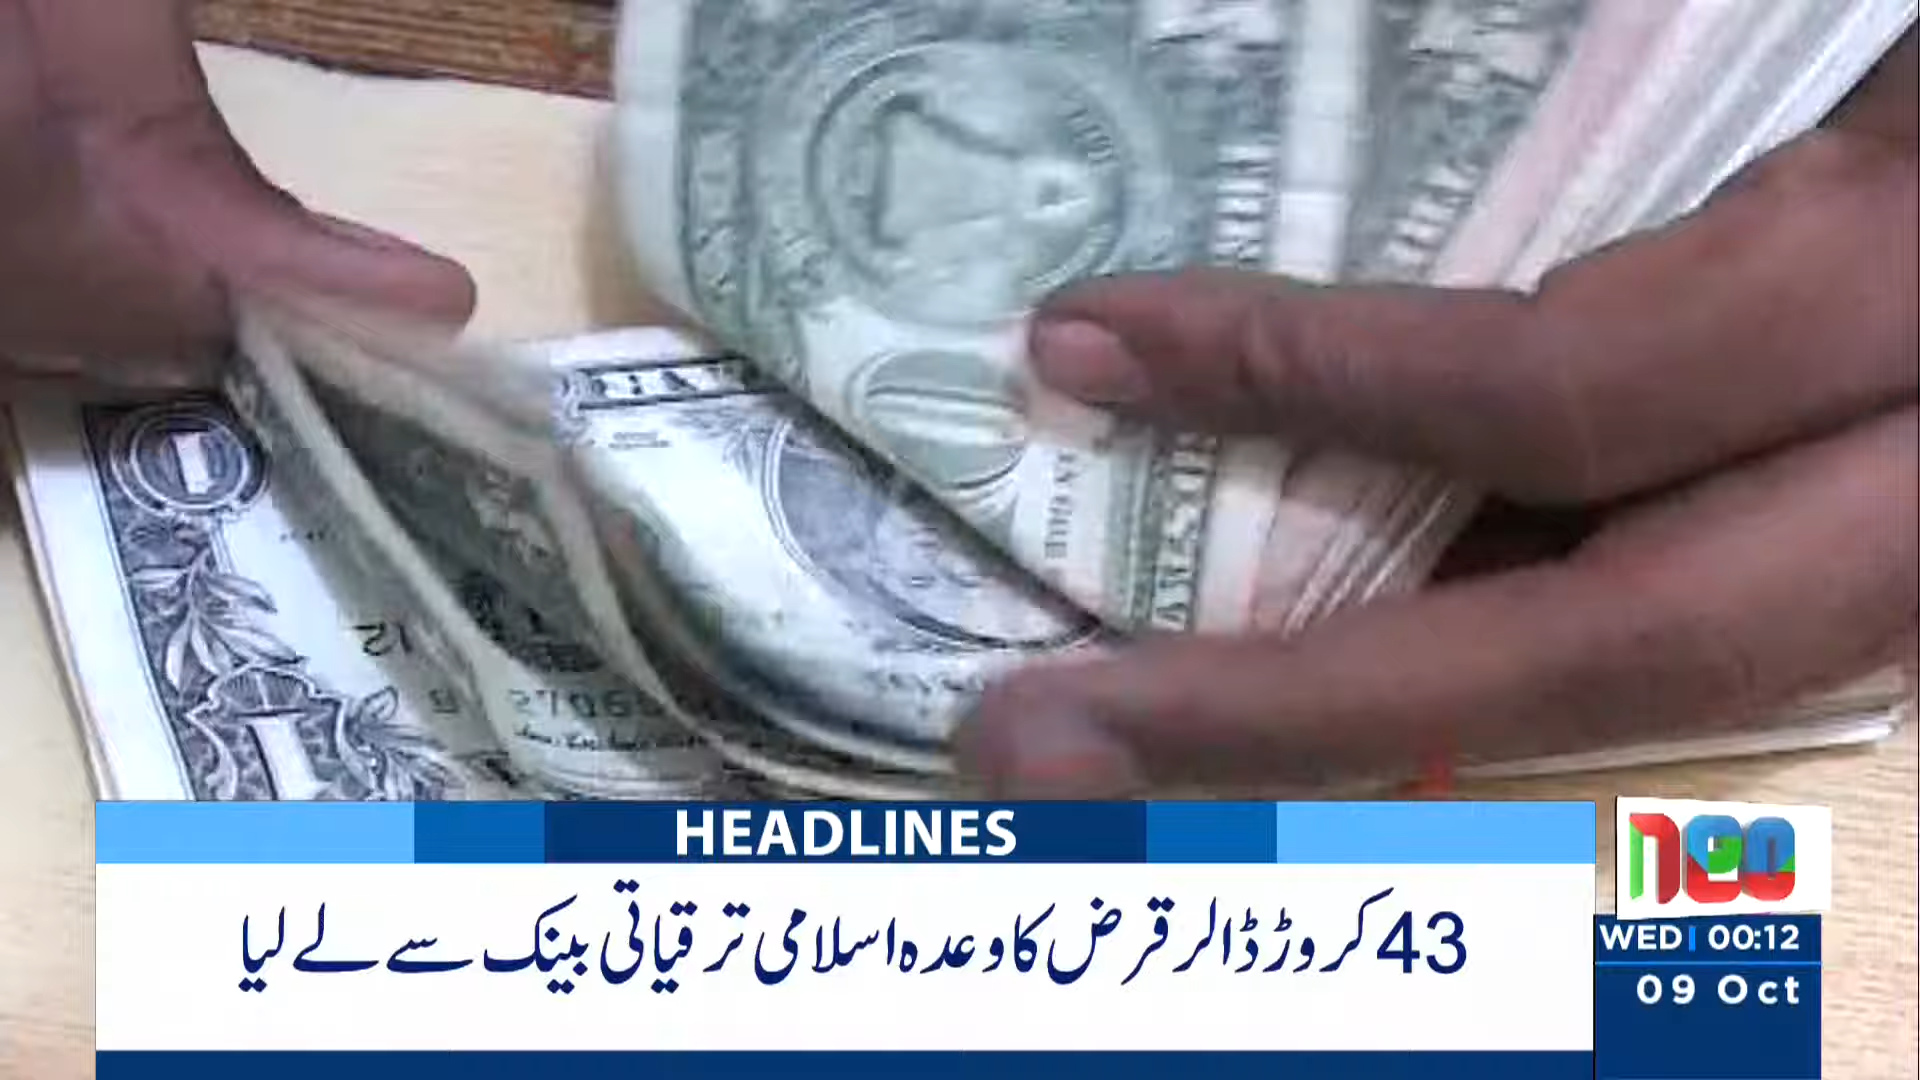 HEADLINES
43 کروڑ ڈالر قرض کا وعدہ اسلامی ترقیاتی بینک سے لے لیا
neo
WED 00:12
09 Oct